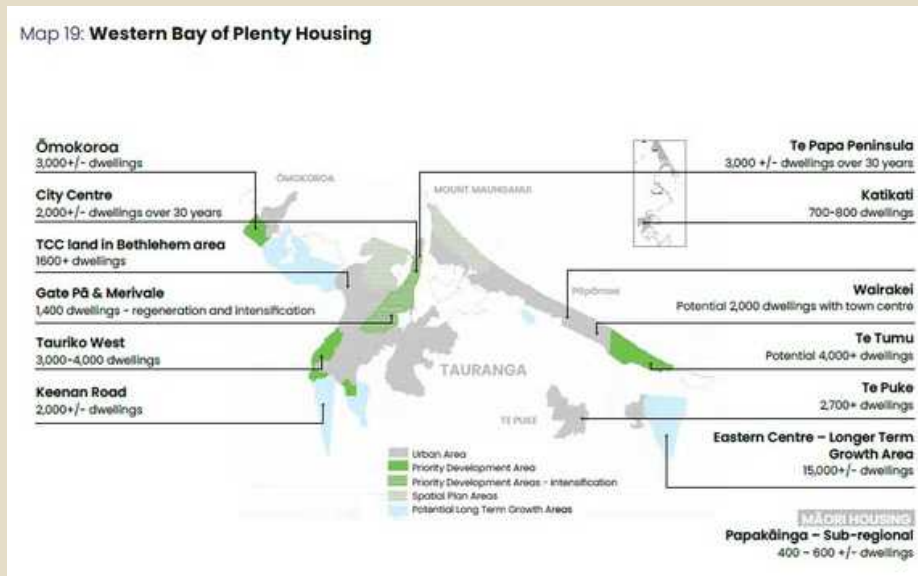 Map 19: Western Bay of Plenty Housing
Ōmokoroa
3,000+/- dwellings
City Centre
2,000+/- dwellings over 30 years
TCC land in Bethlehem area
1600+ dwellings
Gate Pā & Merivale
1,400 dwellings - regeneration and intensification
Tauriko West
3,000-4,000 dwellings
Keenan Road
2,000+/- dwellings
ŌMOKOROA
MOUNT MAUNGANUI
Pāpāmoa
TAURANGA
TE PUKE
Te Papa Peninsula
3,000 +/- dwellings over 30 years
Katikati
700-800 dwellings
Wairakei
Potential 2,000 dwellings with town centre
Te Tumu
Potential 4,000+ dwellings
Te Puke
2,700+ dwellings
Eastern Centre – Longer Term
Growth Area
15,000+/- dwellings
MĀORI HOUSING
Papakāinga – Sub-regional
400 - 600 +/- dwellings
Urban Area
Priority Development Area
Priority Development Areas - Intensification
Spatial Plan Areas
Potential Long Term Growth Areas